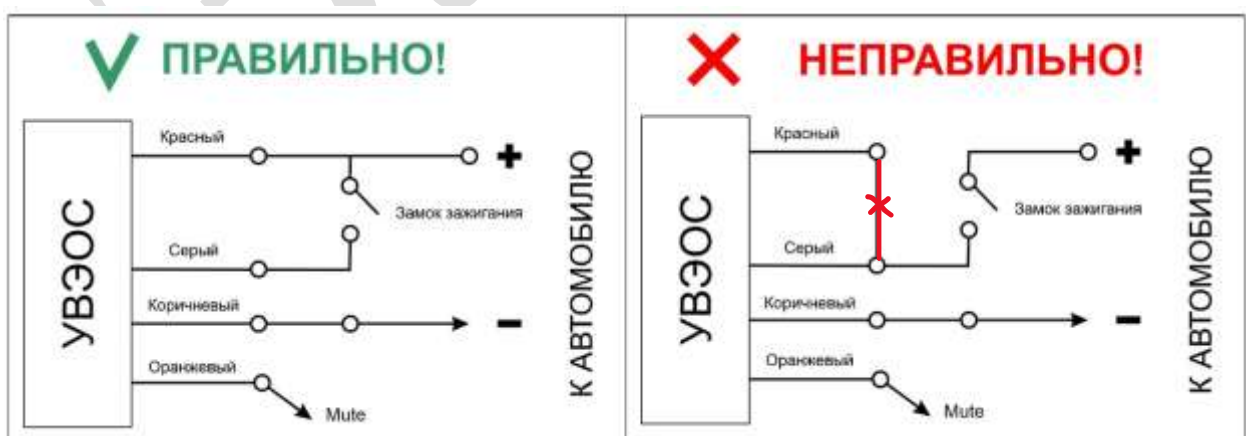 ПРАВИЛЬНО!
Красный
+
Замок зажигания
Серый
Коричневый
-
Оранжевый
Mute
УВЭОС
К АВТОМОБИЛЮ
НЕПРАВИЛЬНО!
Красный
+
Замок зажигания
Серый
Коричневый
-
Оранжевый
Mute
УВЭОС
К АВТОМОБИЛЮ